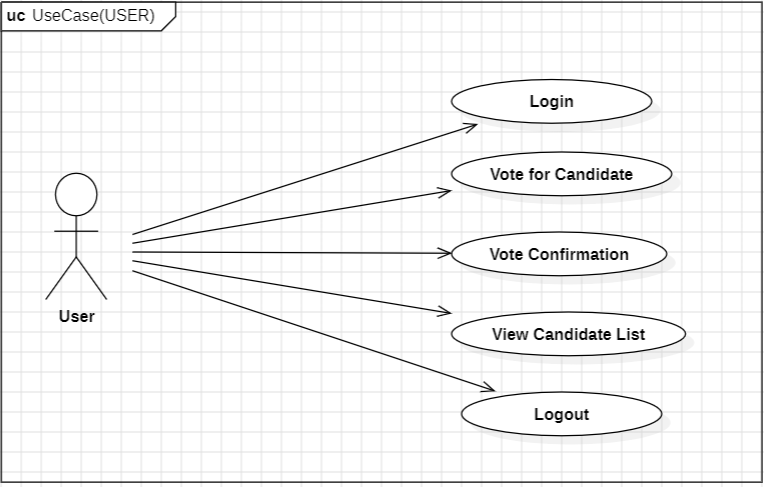 uc UseCase(USER)
Login
Vote for Candidate
Vote Confirmation
User
View Candidate List
Logout